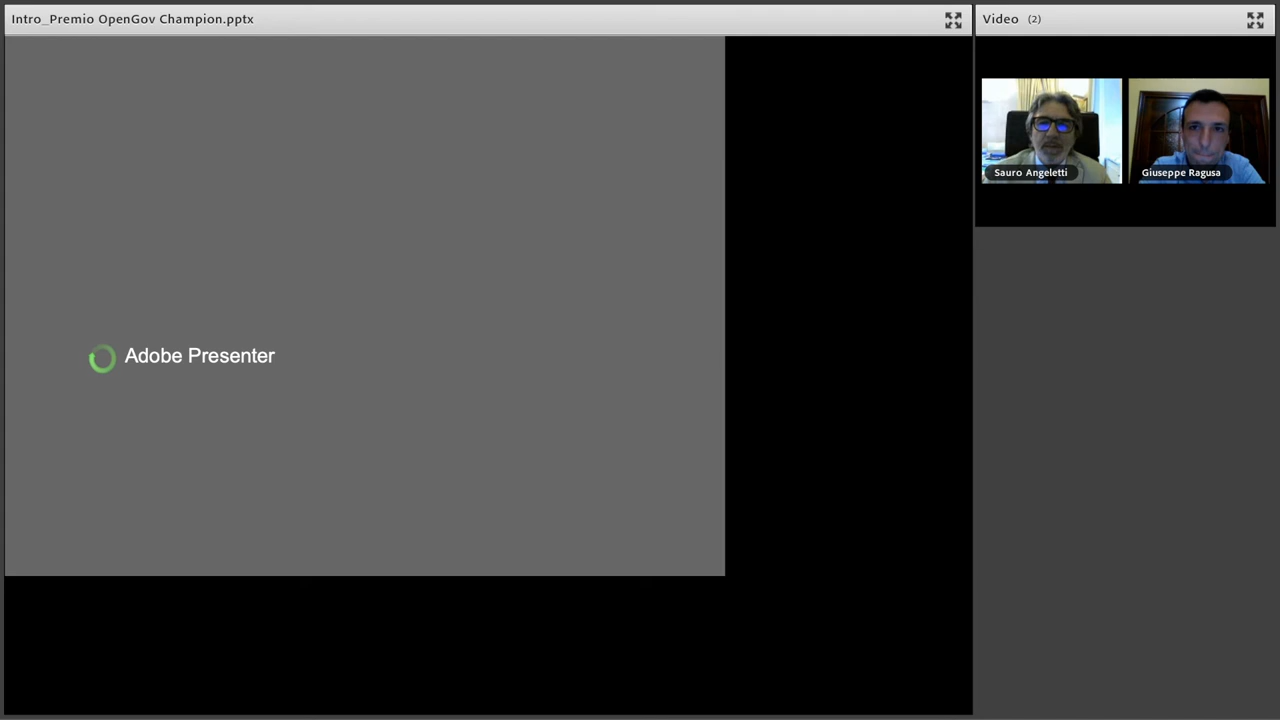 Intro_Premio OpenGov Champion.pptx
Video (2)
Sauro Angeletti
Giuseppe Ragusa
Adobe Presenter